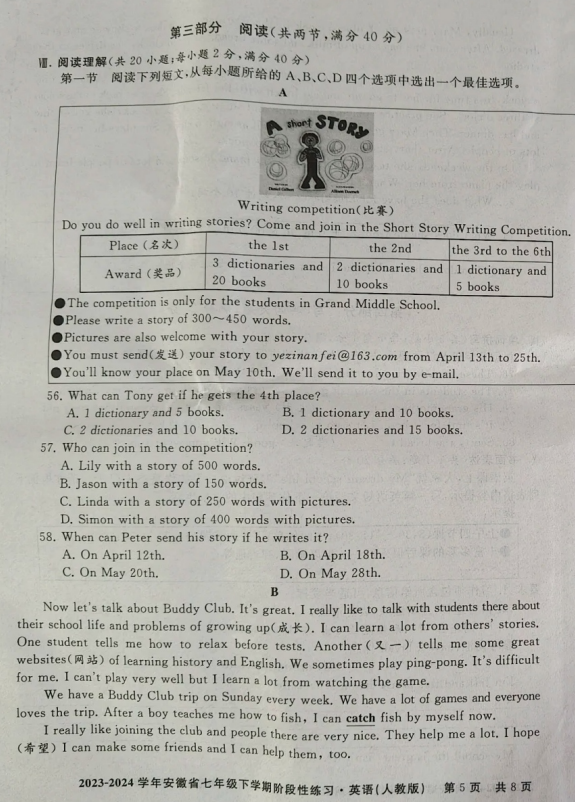 第三部分 阅读(共两节,满分 40 分)
Ⅷ. 阅读理解(共 20 小题;每小题 2 分,满分 40 分)
第一节 阅读下列短文,从每小题所给的 A、B、C、D 四个选项中选出一个最佳选项。
A
A short STORY
Writing competition(比赛)
Do you do well in writing stories? Come and join in the Short Story Writing Competition.
Place (名次) the 1st the 2nd the 3rd to the 6th
Award (奖品) 3 dictionaries and 20 books 2 dictionaries and 10 books 1 dictionary and 5 books
●The competition is only for the students in Grand Middle School.
●Please write a story of 300~450 words.
●Pictures are also welcome with your story.
●You must send(发送) your story to yezinanfei@163.com from April 13th to 25th.
●You'll know your place on May 10th. We'll send it to you by e-mail.
56. What can Tony get if he gets the 4th place?
A. 1 dictionary and 5 books. B. 1 dictionary and 10 books.
C. 2 dictionaries and 10 books. D. 2 dictionaries and 15 books.
57. Who can join in the competition?
A. Lily with a story of 500 words.
B. Jason with a story of 150 words.
C. Linda with a story of 250 words with pictures.
D. Simon with a story of 400 words with pictures.
58. When can Peter send his story if he writes it?
A. On April 12th. B. On April 18th.
C. On May 20th. D. On May 28th.
B
Now let's talk about Buddy Club. It's great. I really like to talk with students there about
their school life and problems of growing up(成长). I can learn a lot from others' stories.
One student tells me how to relax before tests. Another(又一) tells me some great
websites(网站) of learning history and English. We sometimes play ping-pong. It's difficult
for me. I can't play very well but I learn a lot from watching the game.
We have a Buddy Club trip on Sunday every week. We have a lot of games and everyone
loves the trip. After a boy teaches me how to fish, I can catch fish by myself now.
I really like joining the club and people there are very nice. They help me a lot. I hope
(希望) I can make some friends and I can help them, too.
2023-2024 学年安徽省七年级下学期阶段性练习·英语(人教版) 第 5 页 共 8 页